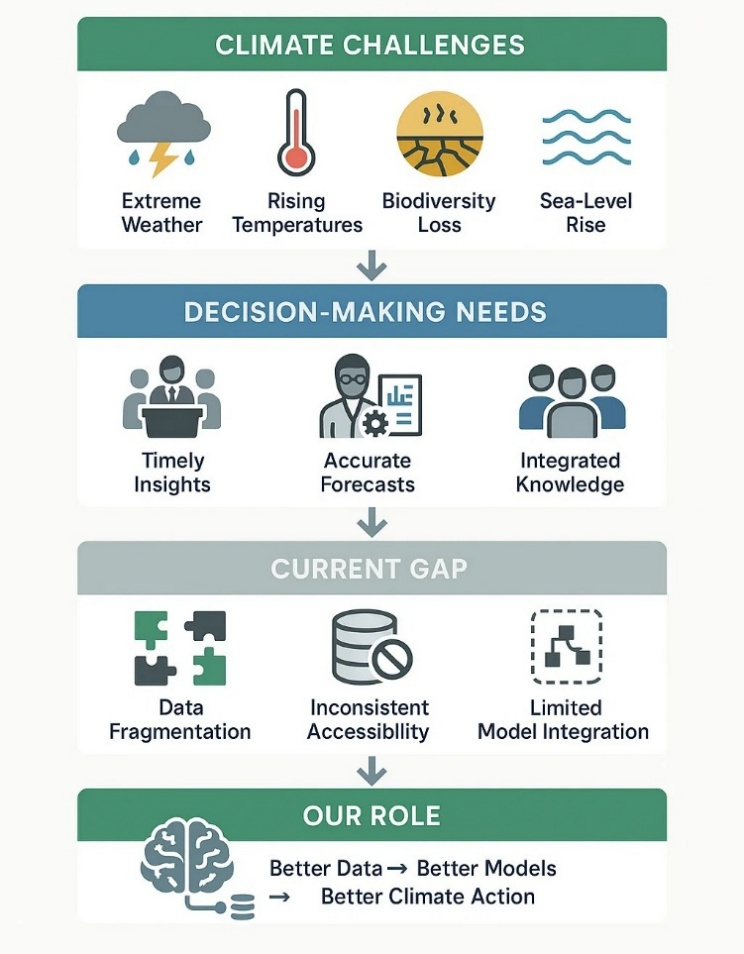 CLIMATE CHALLENGES
Extreme
Weather
Rising
Temperatures
Biodiversity
Loss
Sea-Level
Rise
DECISION-MAKING NEEDS
Timely
Insights
Accurate
Forecasts
Integrated
Knowledge
CURRENT GAP
Data
Fragmentation
Inconsistent
Accessibllity
Limited
Model Integration
OUR ROLE
Better Data → Better Models
→ Better Climate Action